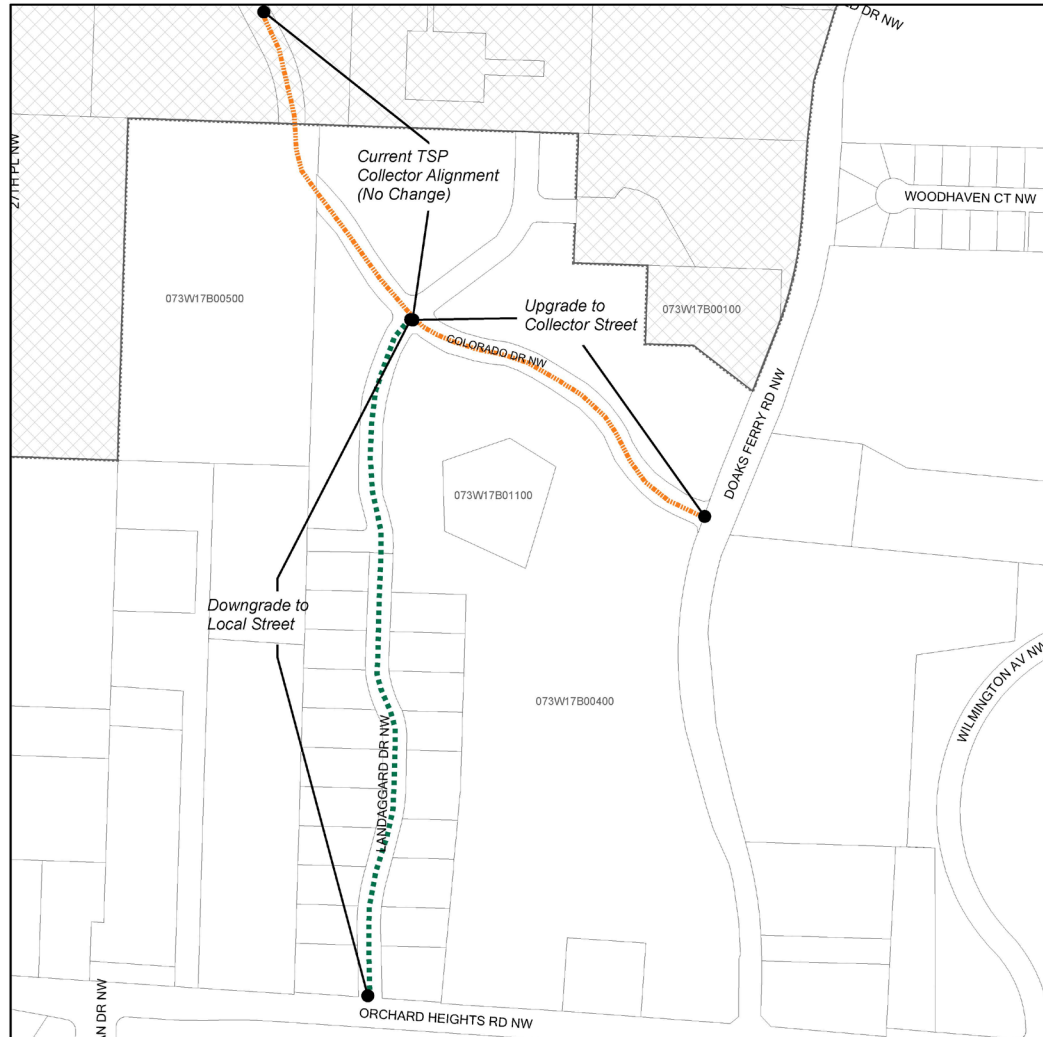 D DR NW
27TH PL NW
Current TSP
Collector Alignment
(No Change)
WOODHAVEN CT NW
073W17B00500
Upgrade to
Collector Street
073W17B00100
COLORADO DR NW
DOAKS FERRY RD NW
073W17B01100
Downgrade to
Local Street
073W17B00400
WILMINGTON AV NW
LANDAGGARD DR NW
ORCHARD HEIGHTS RD NW
AN DR NW